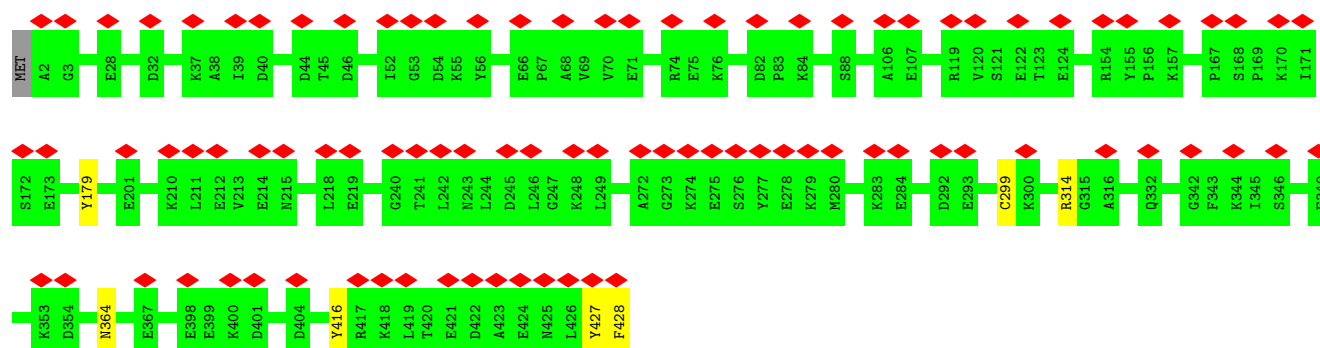 MET A2 G3 E28 D32 K37 A38 I39 D40 D44 T45 D46 I52 G53 D54 K55 Y56 E66 P67 A68 V69 V70 E71 R74 E75 K76 D82 P83 K84 S88 A106 E107 R119 V120 S121 E122 T123 E124 R154 Y155 P156 K157 P167 S168 P169 K170 I171
S172 E173 Y179 E201 K210 L211 E212 V213 E214 N215 L218 E219 G240 T241 L242 N243 L244 D245 L246 G247 K248 L249 A272 G273 K274 E275 S276 Y277 E278 K279 M280 K283 E284 D292 E293 C299 K300 R314 G315 A316 Q332 G342 F343 K344 I345 S346
K353 D354 N364 E367 E398 E399 K400 D401 D404 Y416 R417 K418 L419 T420 E421 D422 A423 E424 N425 L426 Y427 F428